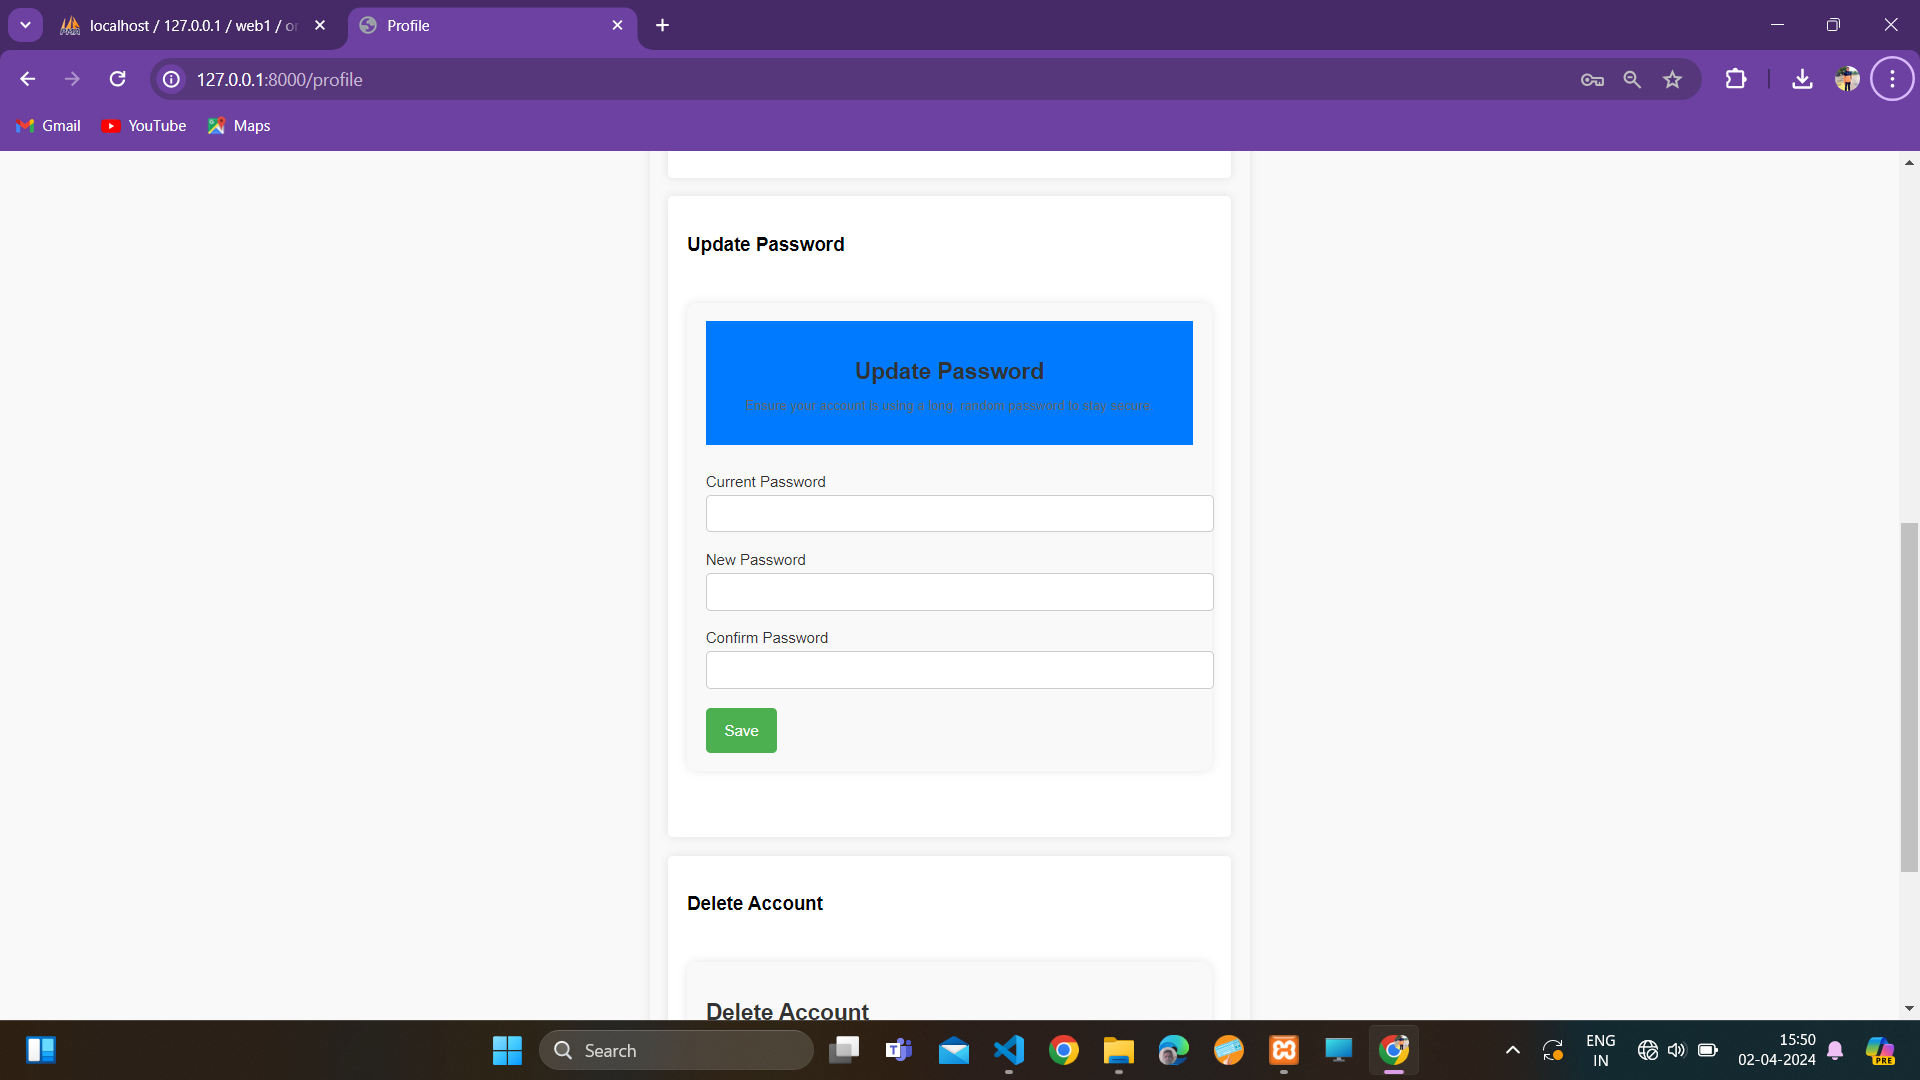 localhost / 127.0.0.1 / web1 / or
Profile
127.0.0.1:8000/profile
Gmail
YouTube
Maps
Update Password
Update Password
Ensure your account is using a long, random password to stay secure.
Current Password
New Password
Confirm Password
Save
Delete Account
Delete Account
Search
ENG
IN
15:50
02-04-2024
PRE